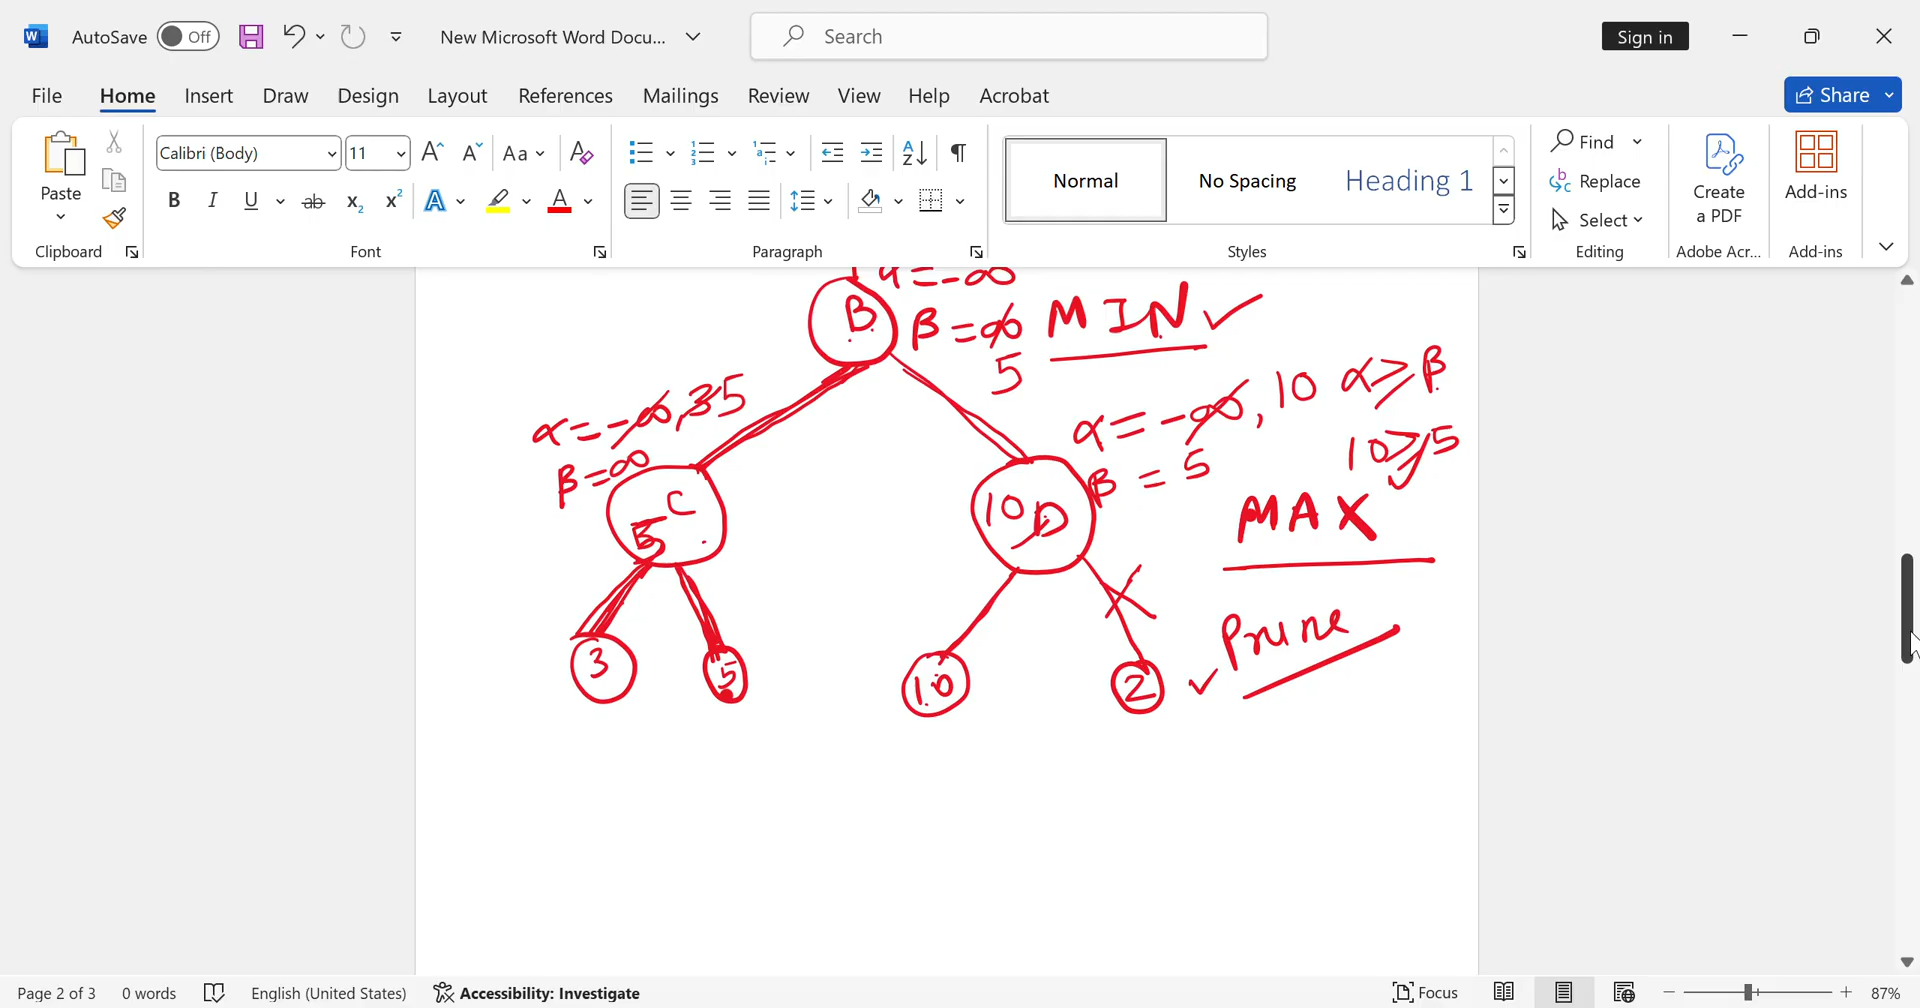 AutoSave Off New Microsoft Word Docu... Search Sign in
File Home Insert Draw Design Layout References Mailings Review View Help Acrobat Share
Paste
Clipboard
Calibri (Body) 11
Aa
B I U ab x₂ x² A A
Font
Paragraph
Normal No Spacing Heading 1
Styles
Find
Replace
Select
Editing
Create
a PDF
Adobe Acr...
Add-ins
Add-ins
α = -∞
B β = ∞ MIN ✓
5
α = -∞, 3 5
β = ∞
α = -∞, 10 α ≥ β
β = 5 10 ≥ 5
C
5
10 D
MAX
Prune
3 5 10 2 ✓
Page 2 of 3 0 words English (United States) Accessibility: Investigate Focus 87%